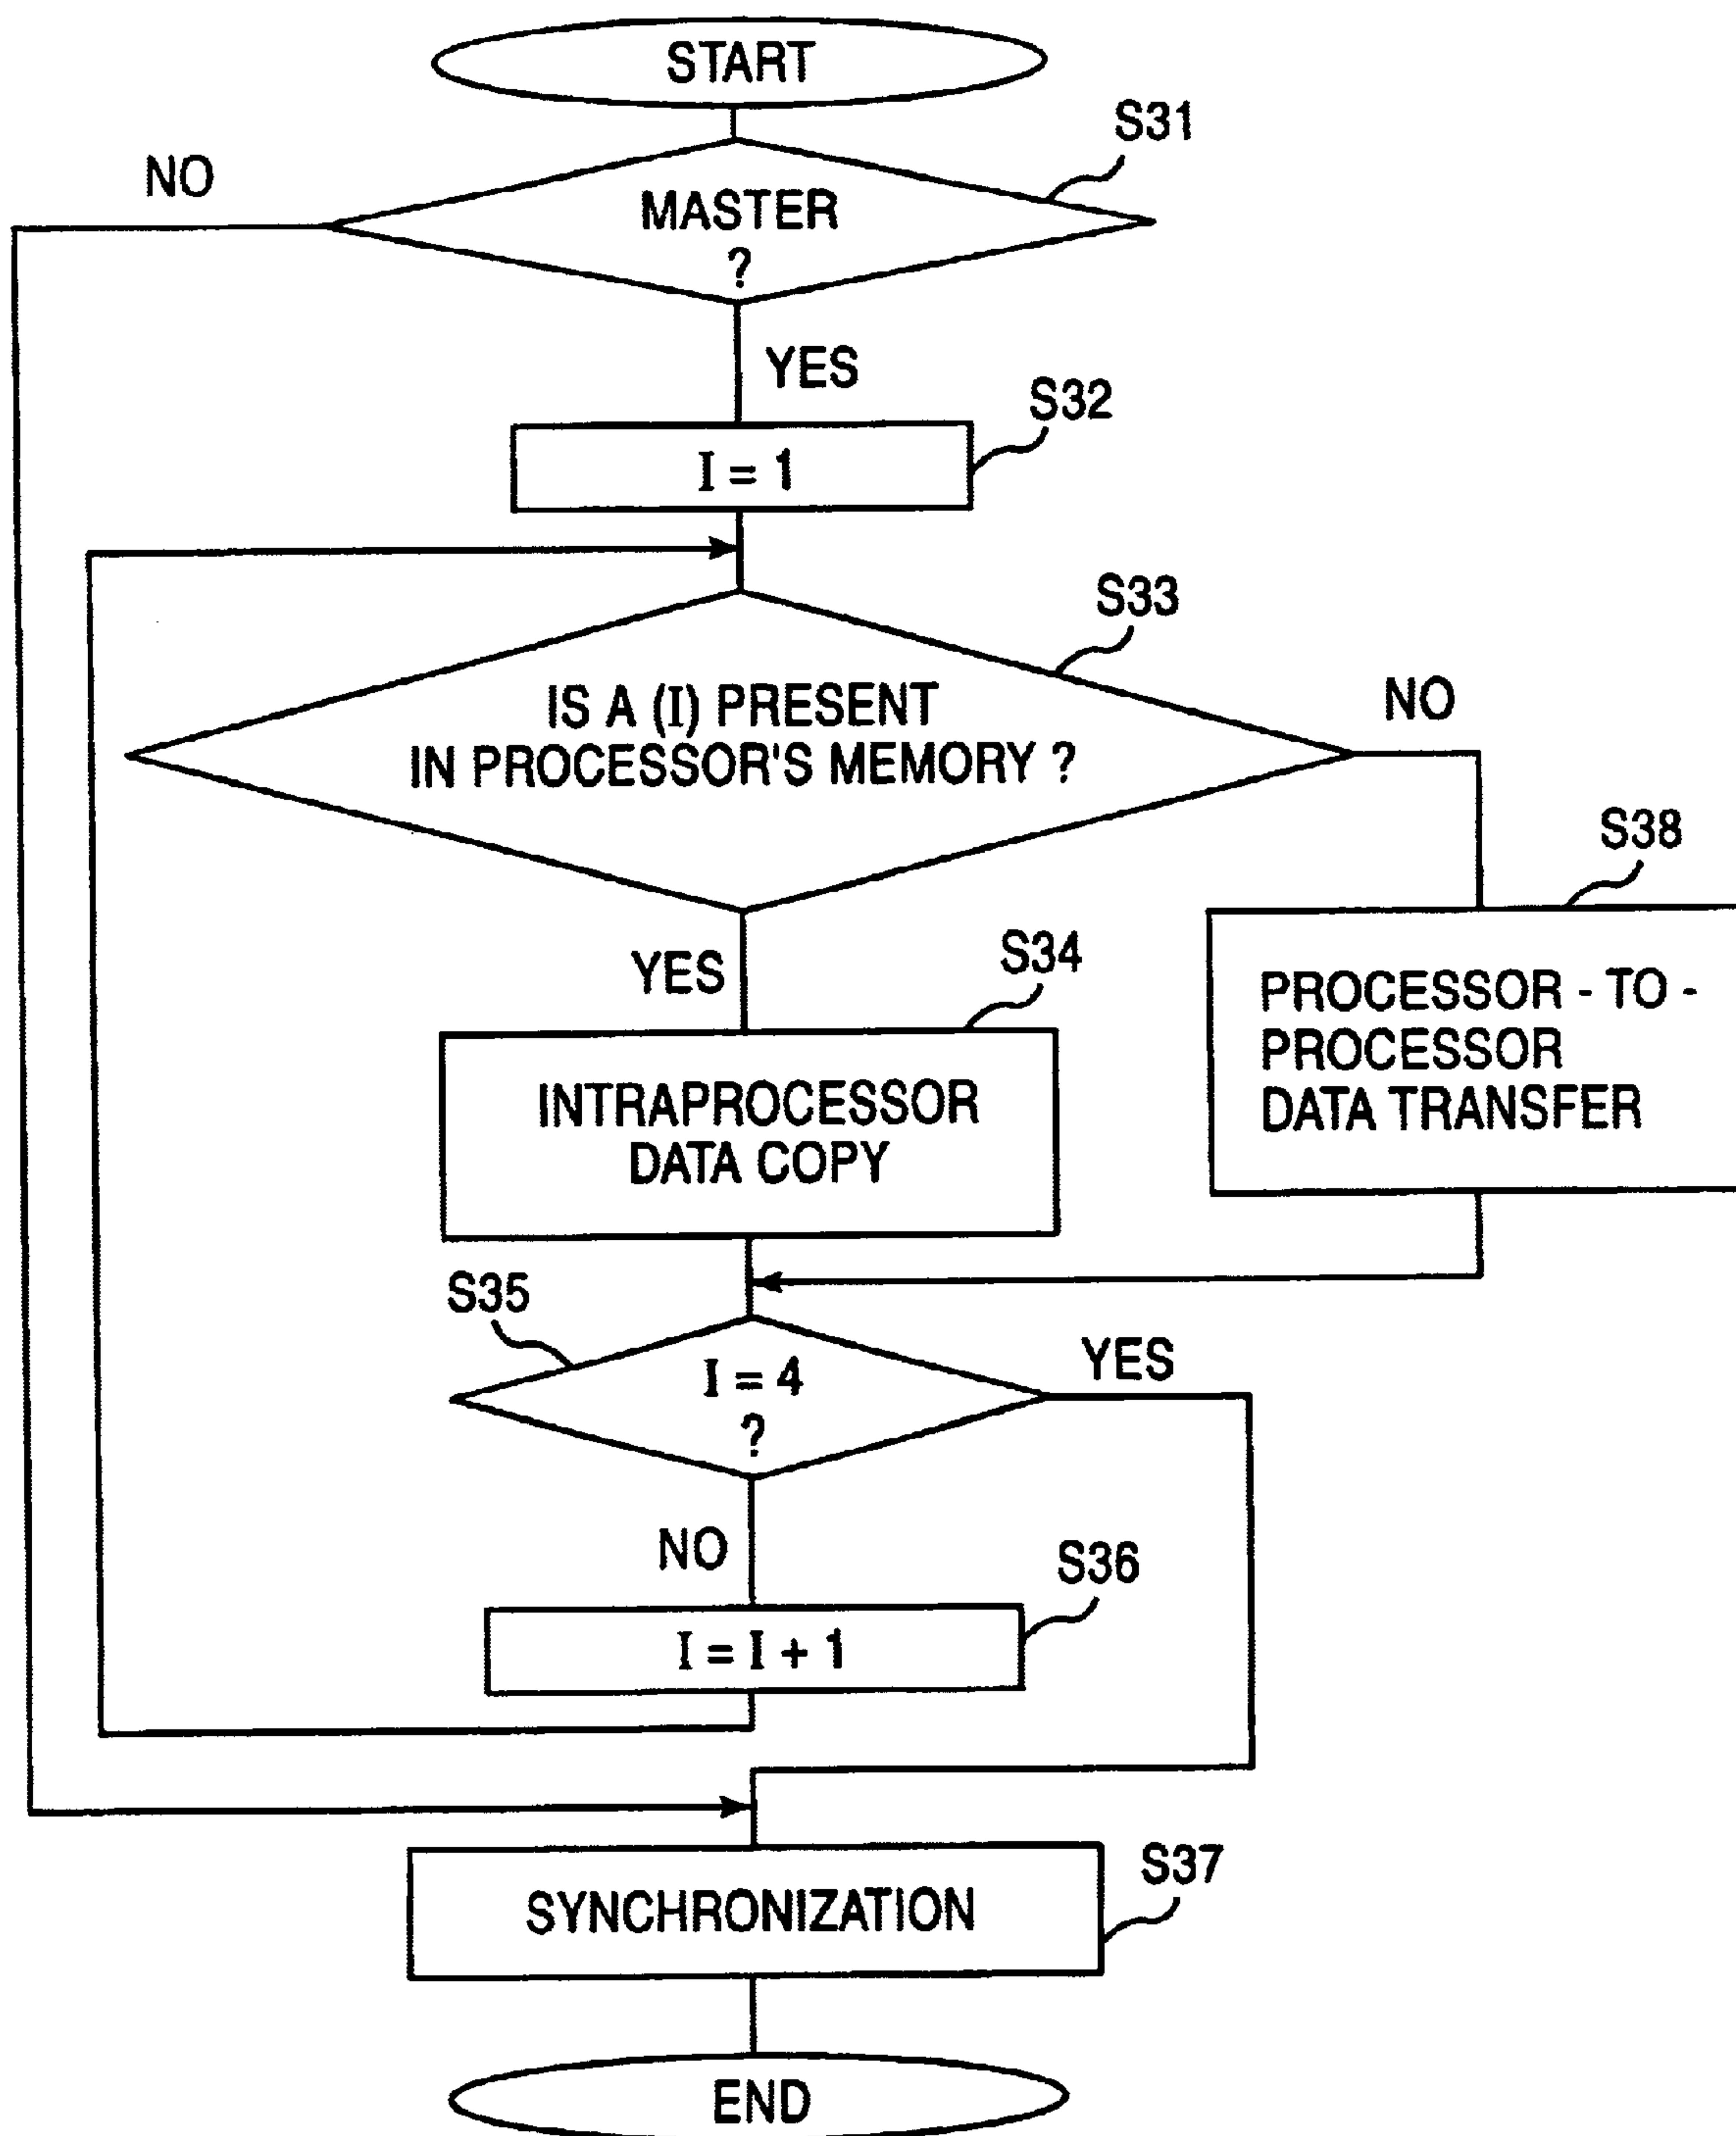 START
S31
NO
MASTER
?
YES
S32
I = 1
S33
IS A (I) PRESENT
IN PROCESSOR'S MEMORY ?
NO
S38
YES
S34
PROCESSOR - TO -
PROCESSOR
DATA TRANSFER
INTRAPROCESSOR
DATA COPY
S35
I = 4
?
YES
NO
S36
I = I + 1
S37
SYNCHRONIZATION
END